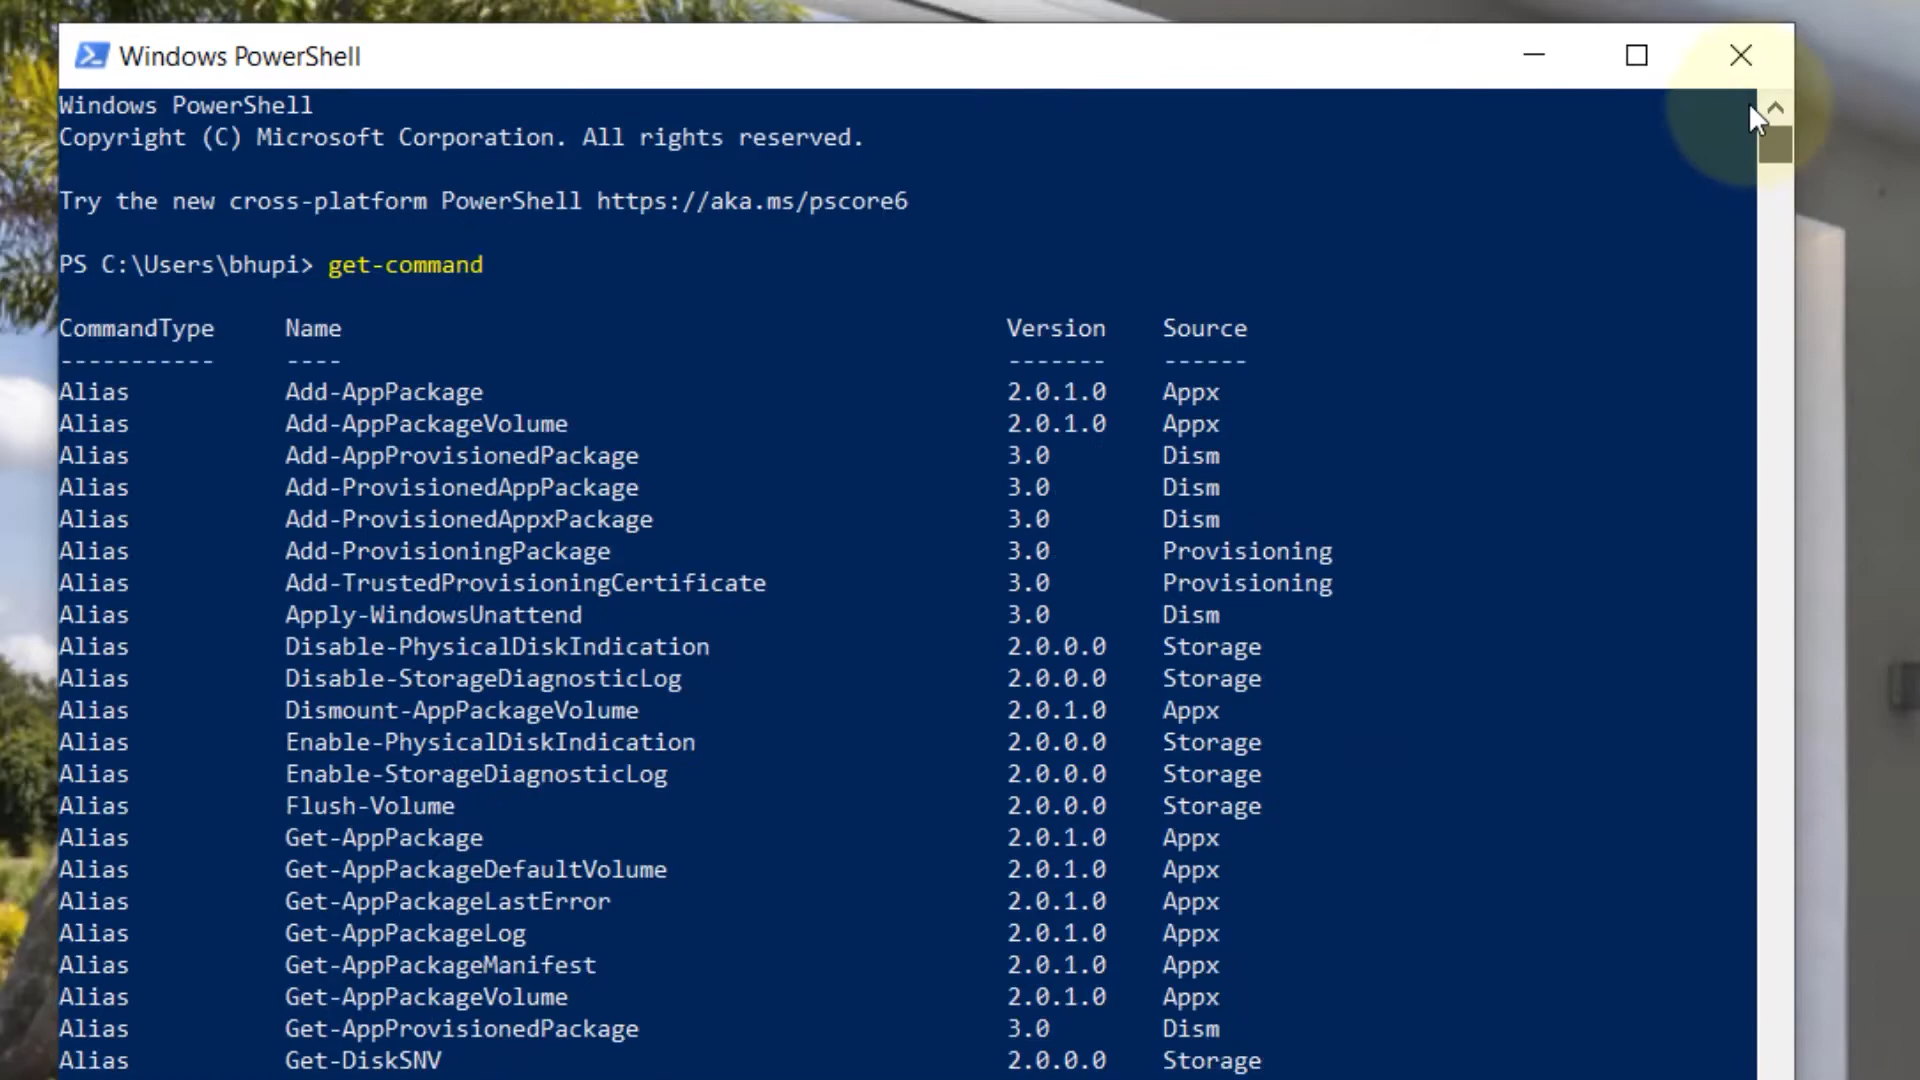 Windows PowerShell
Windows PowerShell
Copyright (C) Microsoft Corporation. All rights reserved.
Try the new cross-platform PowerShell https://aka.ms/pscore6
PS C:\Users\bhupi> get-command
CommandType Name Version Source
----------- ---- ------- ------
Alias Add-AppPackage 2.0.1.0 Appx
Alias Add-AppPackageVolume 2.0.1.0 Appx
Alias Add-AppProvisionedPackage 3.0 Dism
Alias Add-ProvisionedAppPackage 3.0 Dism
Alias Add-ProvisionedAppxPackage 3.0 Dism
Alias Add-ProvisioningPackage 3.0 Provisioning
Alias Add-TrustedProvisioningCertificate 3.0 Provisioning
Alias Apply-WindowsUnattend 3.0 Dism
Alias Disable-PhysicalDiskIndication 2.0.0.0 Storage
Alias Disable-StorageDiagnosticLog 2.0.0.0 Storage
Alias Dismount-AppPackageVolume 2.0.1.0 Appx
Alias Enable-PhysicalDiskIndication 2.0.0.0 Storage
Alias Enable-StorageDiagnosticLog 2.0.0.0 Storage
Alias Flush-Volume 2.0.0.0 Storage
Alias Get-AppPackage 2.0.1.0 Appx
Alias Get-AppPackageDefaultVolume 2.0.1.0 Appx
Alias Get-AppPackageLastError 2.0.1.0 Appx
Alias Get-AppPackageLog 2.0.1.0 Appx
Alias Get-AppPackageManifest 2.0.1.0 Appx
Alias Get-AppPackageVolume 2.0.1.0 Appx
Alias Get-AppProvisionedPackage 3.0 Dism
Alias Get-DiskSNV 2.0.0.0 Storage